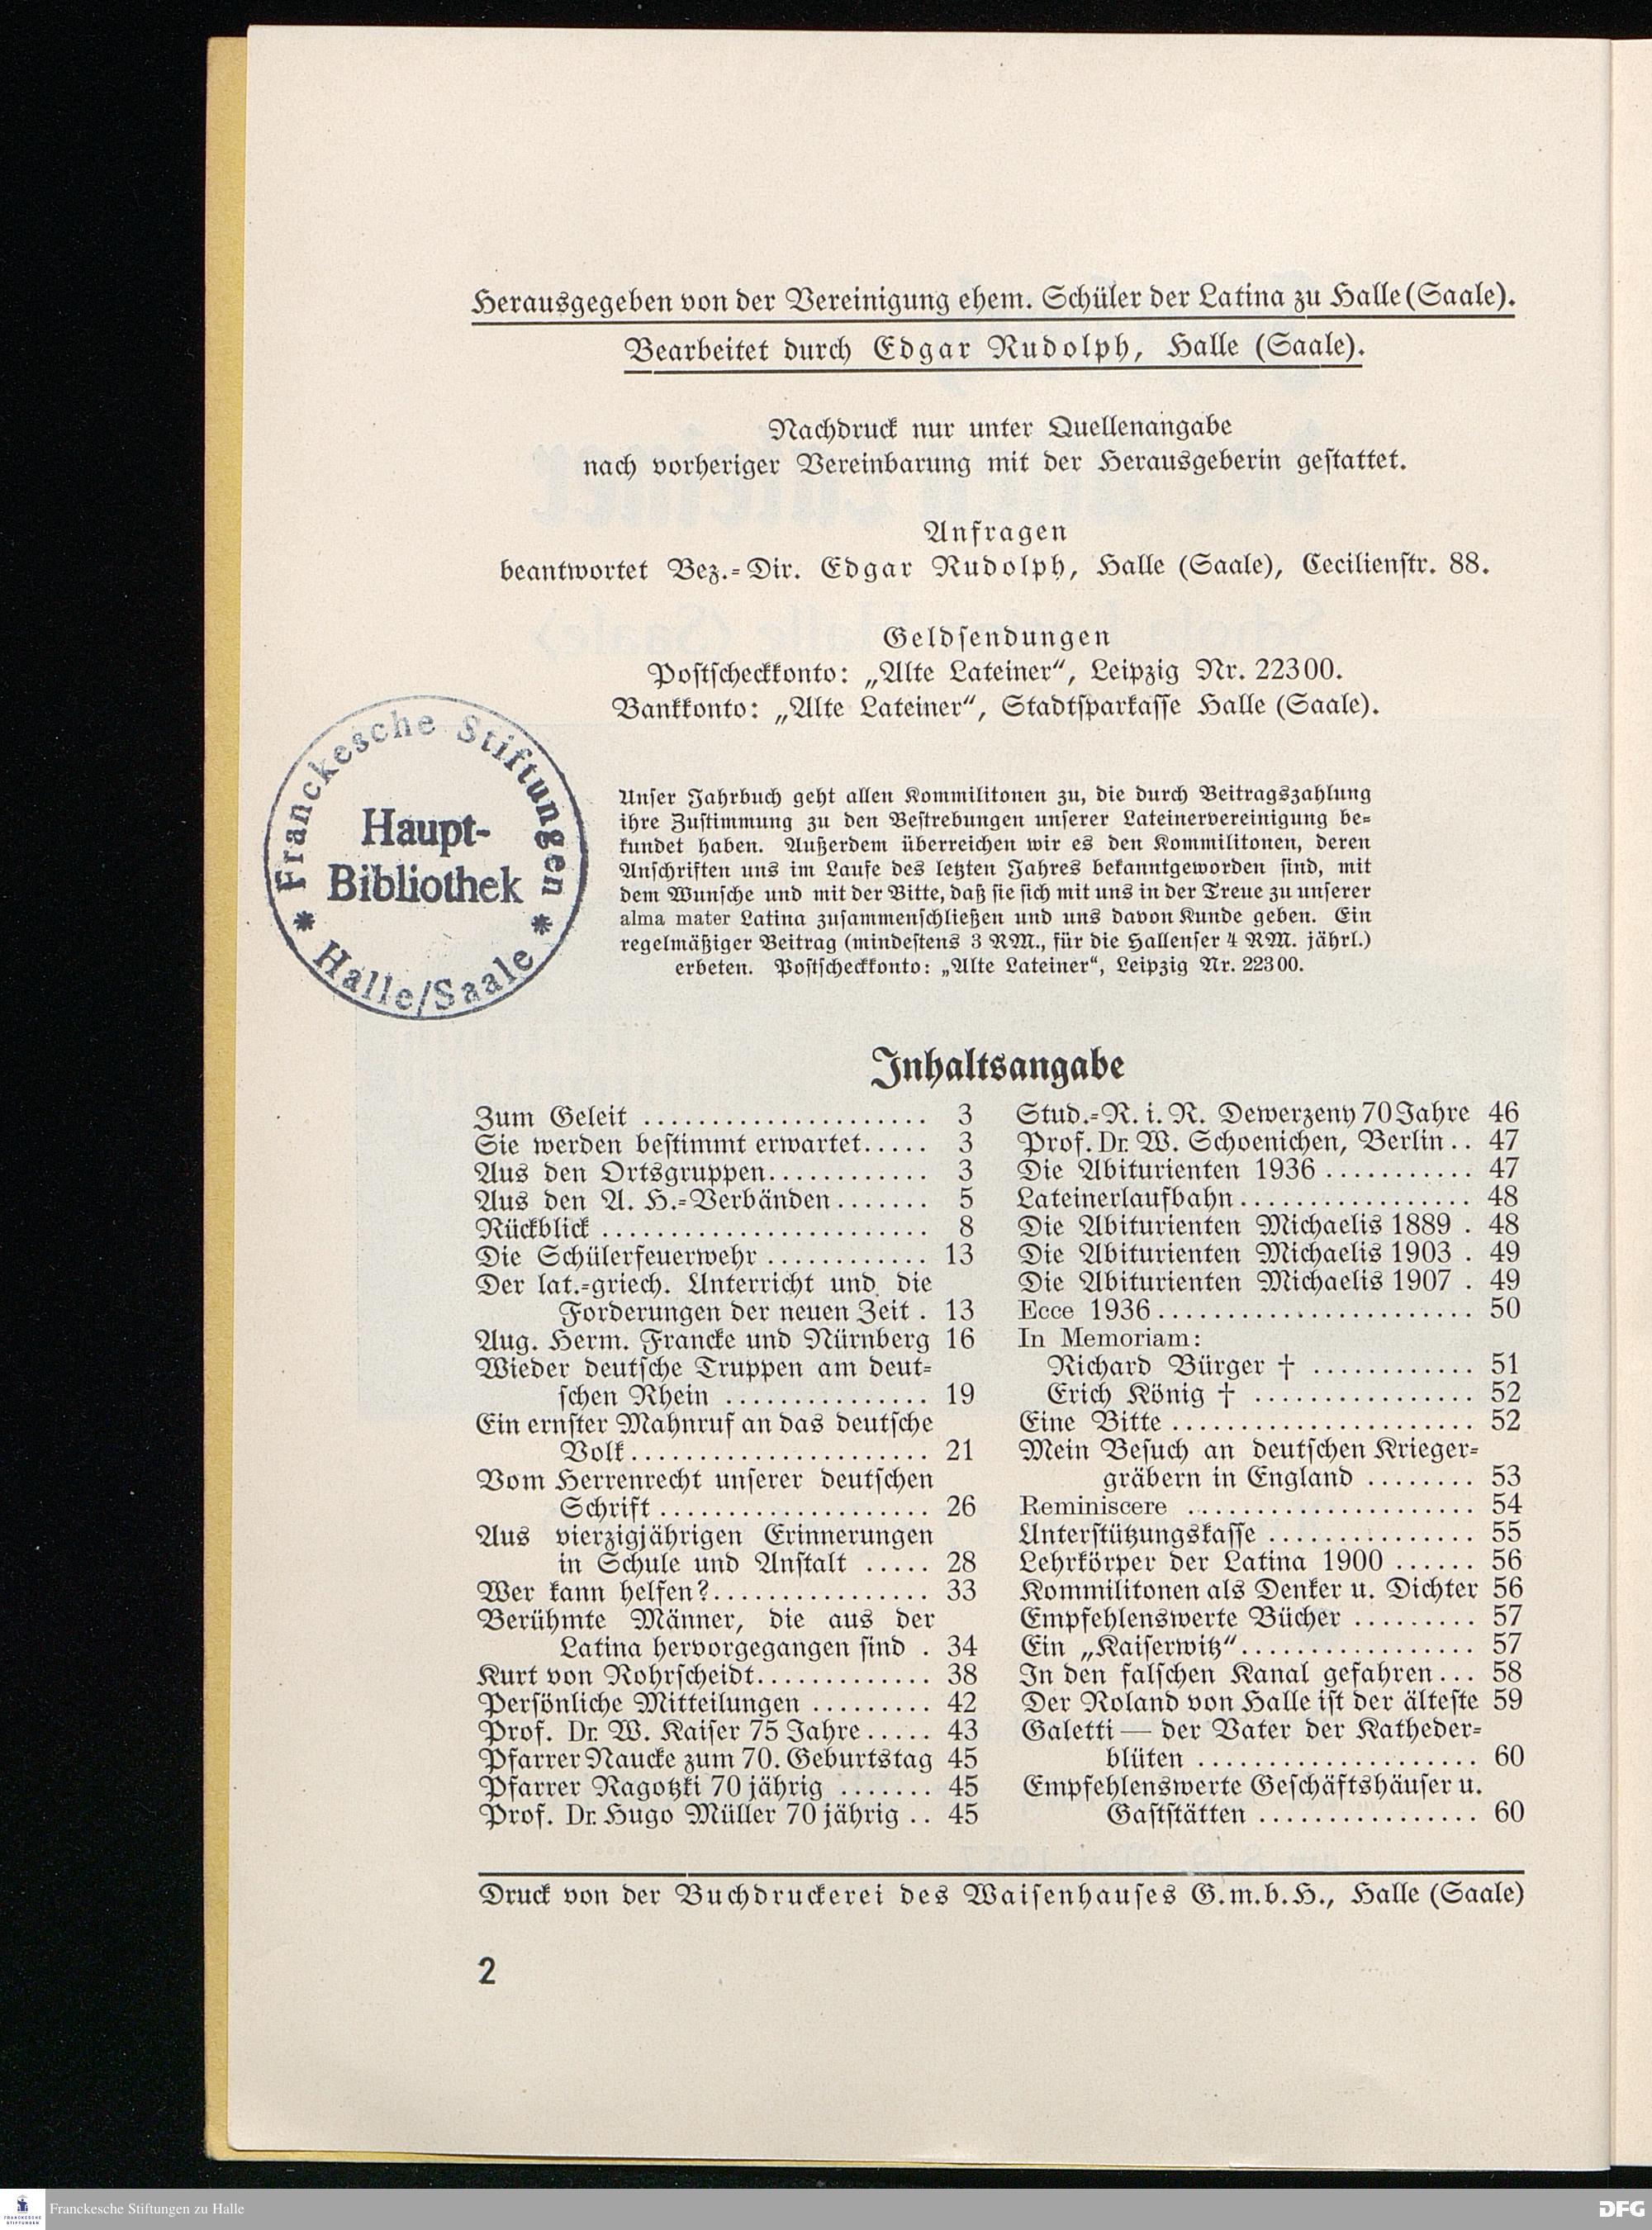 Herausgegeben von der Vereinigung ehem. Schüler der Latina zu Halle (Saale).
Bearbeitet durch Edgar Rudolph, Halle (Saale).
Nachdruck nur unter Quellenangabe
nach vorheriger Vereinbarung mit der Herausgeberin gestattet.
Anfragen
beantwortet Bez.-Dir. Edgar Rudolph, Halle (Saale), Cecilienstr. 88.
Geldsendungen
Postscheckkonto: „Alte Lateiner“, Leipzig Nr. 22300.
Bankkonto: „Alte Lateiner“, Stadtsparkasse Halle (Saale).
Franckesche Stiftungen
Haupt-
Bibliothek
* Halle/Saale *
Unser Jahrbuch geht allen Kommilitonen zu, die durch Beitragszahlung
ihre Zustimmung zu den Bestrebungen unserer Lateinervereinigung be-
kundet haben. Außerdem überreichen wir es den Kommilitonen, deren
Anschriften uns im Laufe des letzten Jahres bekanntgeworden sind, mit
dem Wunsche und mit der Bitte, daß sie sich mit uns in der Treue zu unserer
alma mater Latina zusammenschließen und uns davon Kunde geben. Ein
regelmäßiger Beitrag (mindestens 3 RM., für die Hallenser 4 RM. jährl.)
erbeten. Postscheckkonto: „Alte Lateiner“, Leipzig Nr. 22300.
Inhaltsangabe
Zum Geleit ..................... 3
Sie werden bestimmt erwartet..... 3
Aus den Ortsgruppen............ 3
Aus den A. H.-Verbänden....... 5
Rückblick ........................ 8
Die Schülerfeuerwehr ............ 13
Der lat.-griech. Unterricht und die
Forderungen der neuen Zeit . 13
Aug. Herm. Francke und Nürnberg 16
Wieder deutsche Truppen am deut-
schen Rhein ............... 19
Ein ernster Mahnruf an das deutsche
Volk...................... 21
Vom Herrenrecht unserer deutschen
Schrift .................... 26
Aus vierzigjährigen Erinnerungen
in Schule und Anstalt ..... 28
Wer kann helfen?................ 33
Berühmte Männer, die aus der
Latina hervorgegangen sind . 34
Kurt von Rohrscheidt............. 38
Persönliche Mitteilungen ......... 42
Prof. Dr. W. Kaiser 75 Jahre..... 43
Pfarrer Naucke zum 70. Geburtstag 45
Pfarrer Ragotzki 70 jährig ....... 45
Prof. Dr. Hugo Müller 70 jährig .. 45
Stud.-R. i. R. Dewerzeny 70 Jahre 46
Prof. Dr. W. Schoenichen, Berlin .. 47
Die Abiturienten 1936 ........... 47
Lateinerlaufbahn................. 48
Die Abiturienten Michaelis 1889 . 48
Die Abiturienten Michaelis 1903 . 49
Die Abiturienten Michaelis 1907 . 49
Ecce 1936....................... 50
In Memoriam:
Richard Bürger † ............ 51
Erich König † ................ 52
Eine Bitte ....................... 52
Mein Besuch an deutschen Krieger-
gräbern in England ........ 53
Reminiscere ..................... 54
Unterstützungskasse ............... 55
Lehrkörper der Latina 1900 ...... 56
Kommilitonen als Denker u. Dichter 56
Empfehlenswerte Bücher ......... 57
Ein „Kaiserwitz“................. 57
In den falschen Kanal gefahren... 58
Der Roland von Halle ist der älteste 59
Galetti — der Vater der Katheder-
blüten .................... 60
Empfehlenswerte Geschäftshäuser u.
Gaststätten ................ 60
Druck von der Buchdruckerei des Waisenhauses G.m.b.H., Halle (Saale)
2
FRANCKESCHE STIFTUNGEN
Franckesche Stiftungen zu Halle
DFG